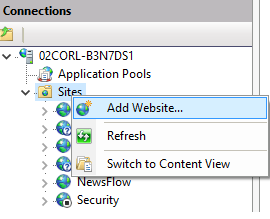 Connections
02CORL-B3N7DS1
Application Pools
Sites
Add Website...
Refresh
Switch to Content View
NewsFlow
Security